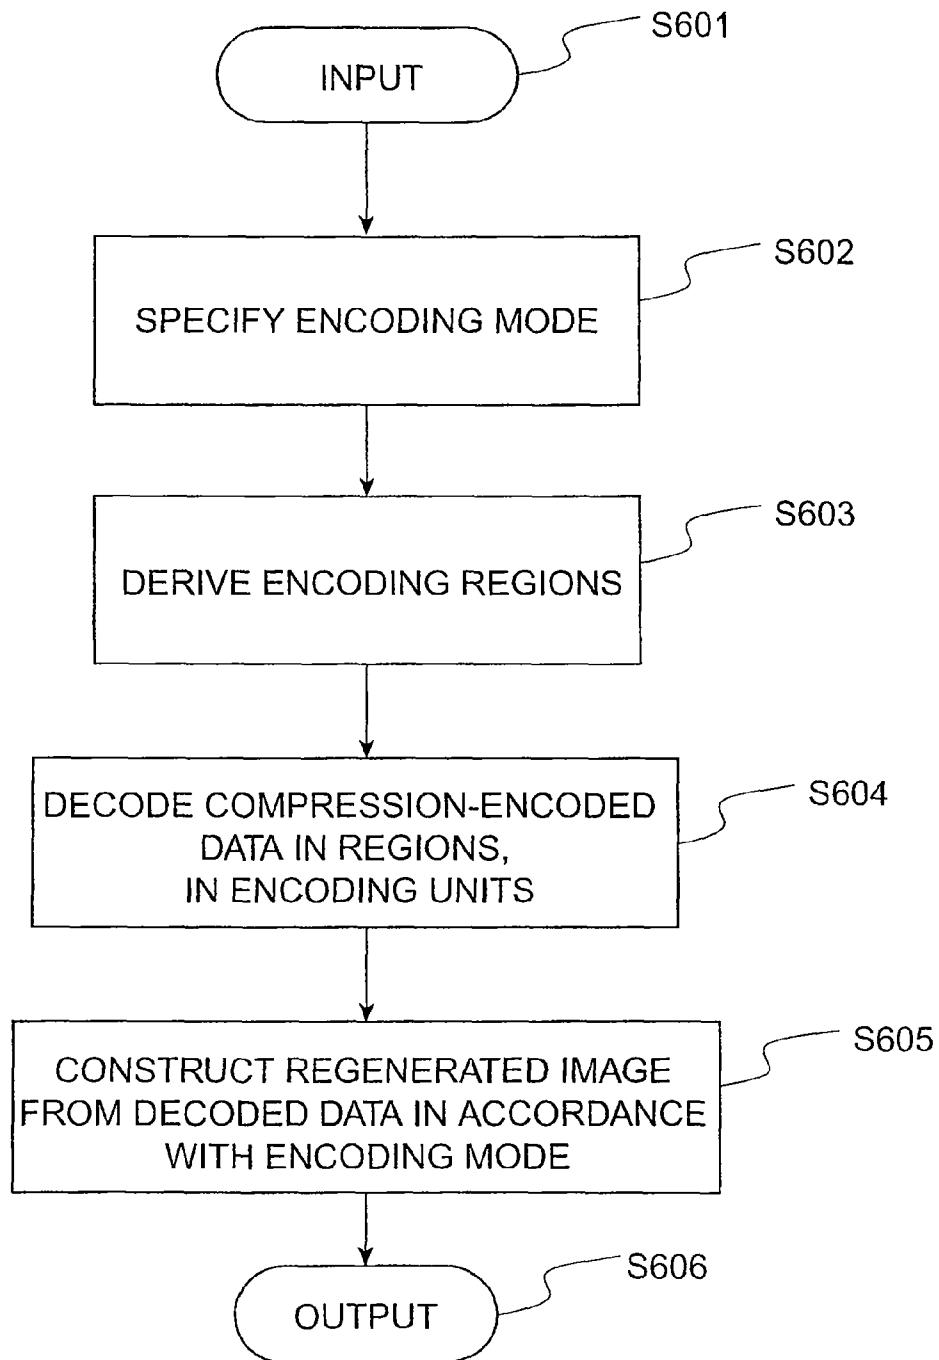 S601
INPUT
S602
SPECIFY ENCODING MODE
S603
DERIVE ENCODING REGIONS
S604
DECODE COMPRESSION-ENCODED
DATA IN REGIONS,
IN ENCODING UNITS
S605
CONSTRUCT REGENERATED IMAGE
FROM DECODED DATA IN ACCORDANCE
WITH ENCODING MODE
S606
OUTPUT